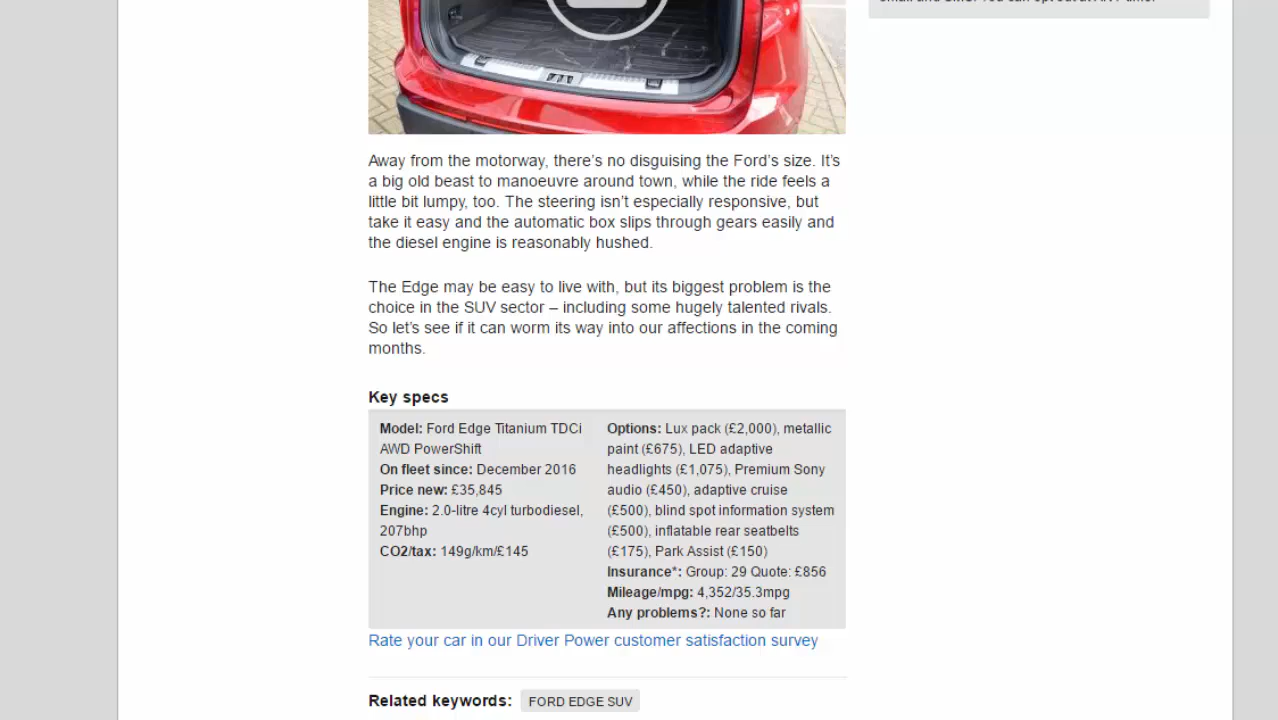 Away from the motorway, there’s no disguising the Ford’s size. It’s
a big old beast to manoeuvre around town, while the ride feels a
little bit lumpy, too. The steering isn’t especially responsive, but
take it easy and the automatic box slips through gears easily and
the diesel engine is reasonably hushed.
The Edge may be easy to live with, but its biggest problem is the
choice in the SUV sector – including some hugely talented rivals.
So let’s see if it can worm its way into our affections in the coming
months.
Key specs
Model: Ford Edge Titanium TDCi
AWD PowerShift
On fleet since: December 2016
Price new: £35,845
Engine: 2.0-litre 4cyl turbodiesel,
207bhp
CO2/tax: 149g/km/£145
Options: Lux pack (£2,000), metallic
paint (£675), LED adaptive
headlights (£1,075), Premium Sony
audio (£450), adaptive cruise
(£500), blind spot information system
(£500), inflatable rear seatbelts
(£175), Park Assist (£150)
Insurance*: Group: 29 Quote: £856
Mileage/mpg: 4,352/35.3mpg
Any problems?: None so far
Rate your car in our Driver Power customer satisfaction survey
Related keywords: FORD EDGE SUV